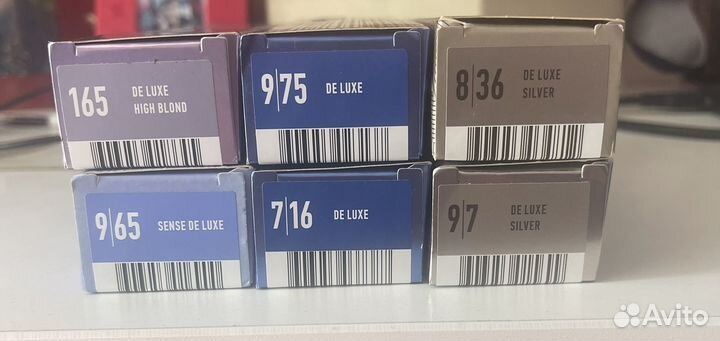 165
DE LUXE
HIGH BLOND
9|75
DE LUXE
8|36
DE LUXE
SILVER
9|65
SENSE DE LUXE
7|16
DE LUXE
9|7
DE LUXE
SILVER
Avito